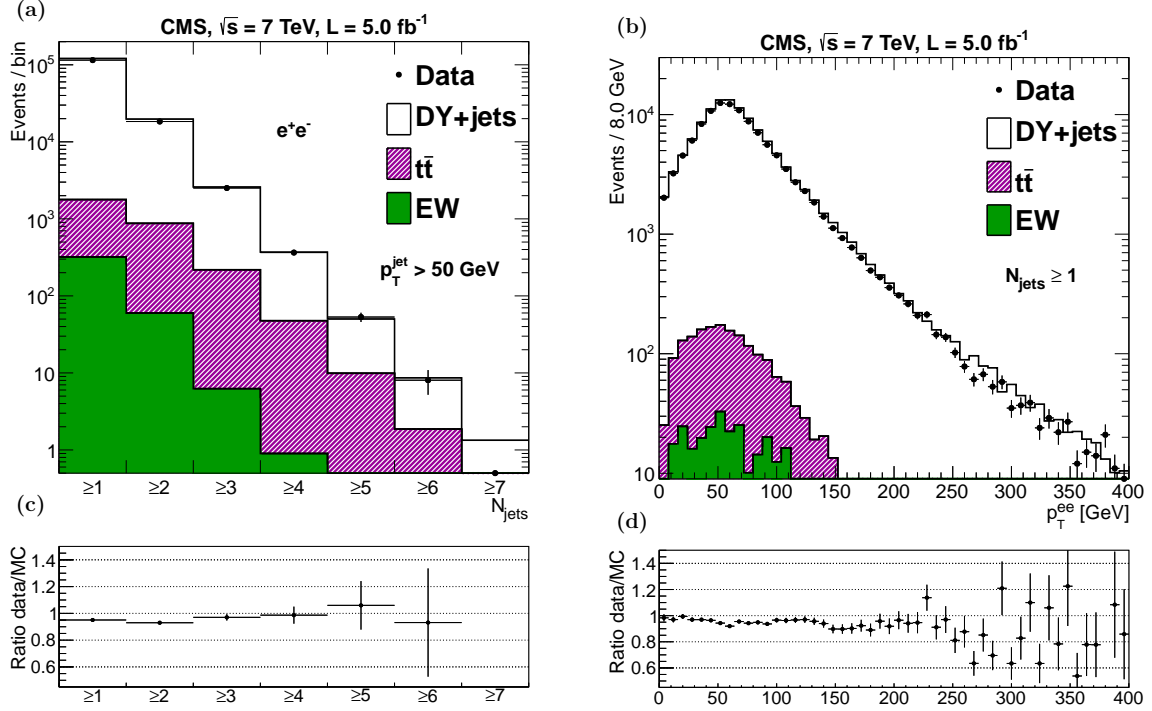 (a)
CMS, √s = 7 TeV, L = 5.0 fb⁻¹
Events / bin
10⁵
10⁴
10³
10²
10
1
Data
DY+jets
tt̄
EW
e⁺e⁻
p_T^jet > 50 GeV
≥1 ≥2 ≥3 ≥4 ≥5 ≥6 ≥7
N_jets
(b)
CMS, √s = 7 TeV, L = 5.0 fb⁻¹
Events / 8.0 GeV
10⁴
10³
10²
10
Data
DY+jets
tt̄
EW
N_jets ≥ 1
0 50 100 150 200 250 300 350 400
p_T^ee [GeV]
(c)
Ratio data/MC
1.4
1.2
1
0.8
0.6
≥1 ≥2 ≥3 ≥4 ≥5 ≥6 ≥7
(d)
Ratio data/MC
1.4
1.2
1
0.8
0.6
0 50 100 150 200 250 300 350 400